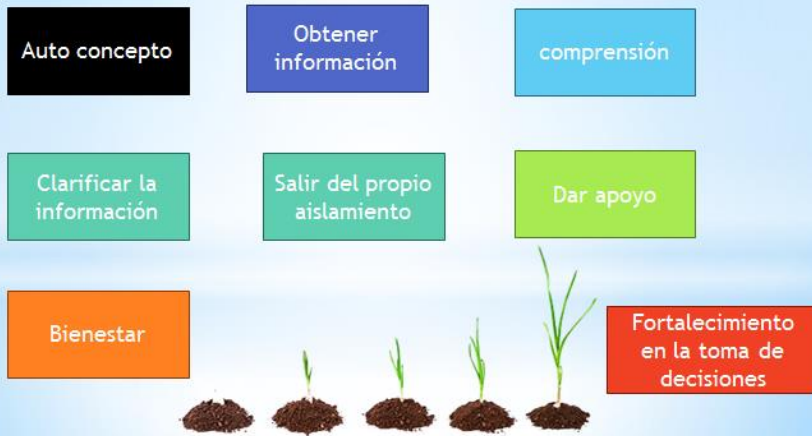 Auto concepto
Obtener
información
comprensión
Clarificar la
información
Salir del propio
aislamiento
Dar apoyo
Bienestar
Fortalecimiento
en la toma de
decisiones